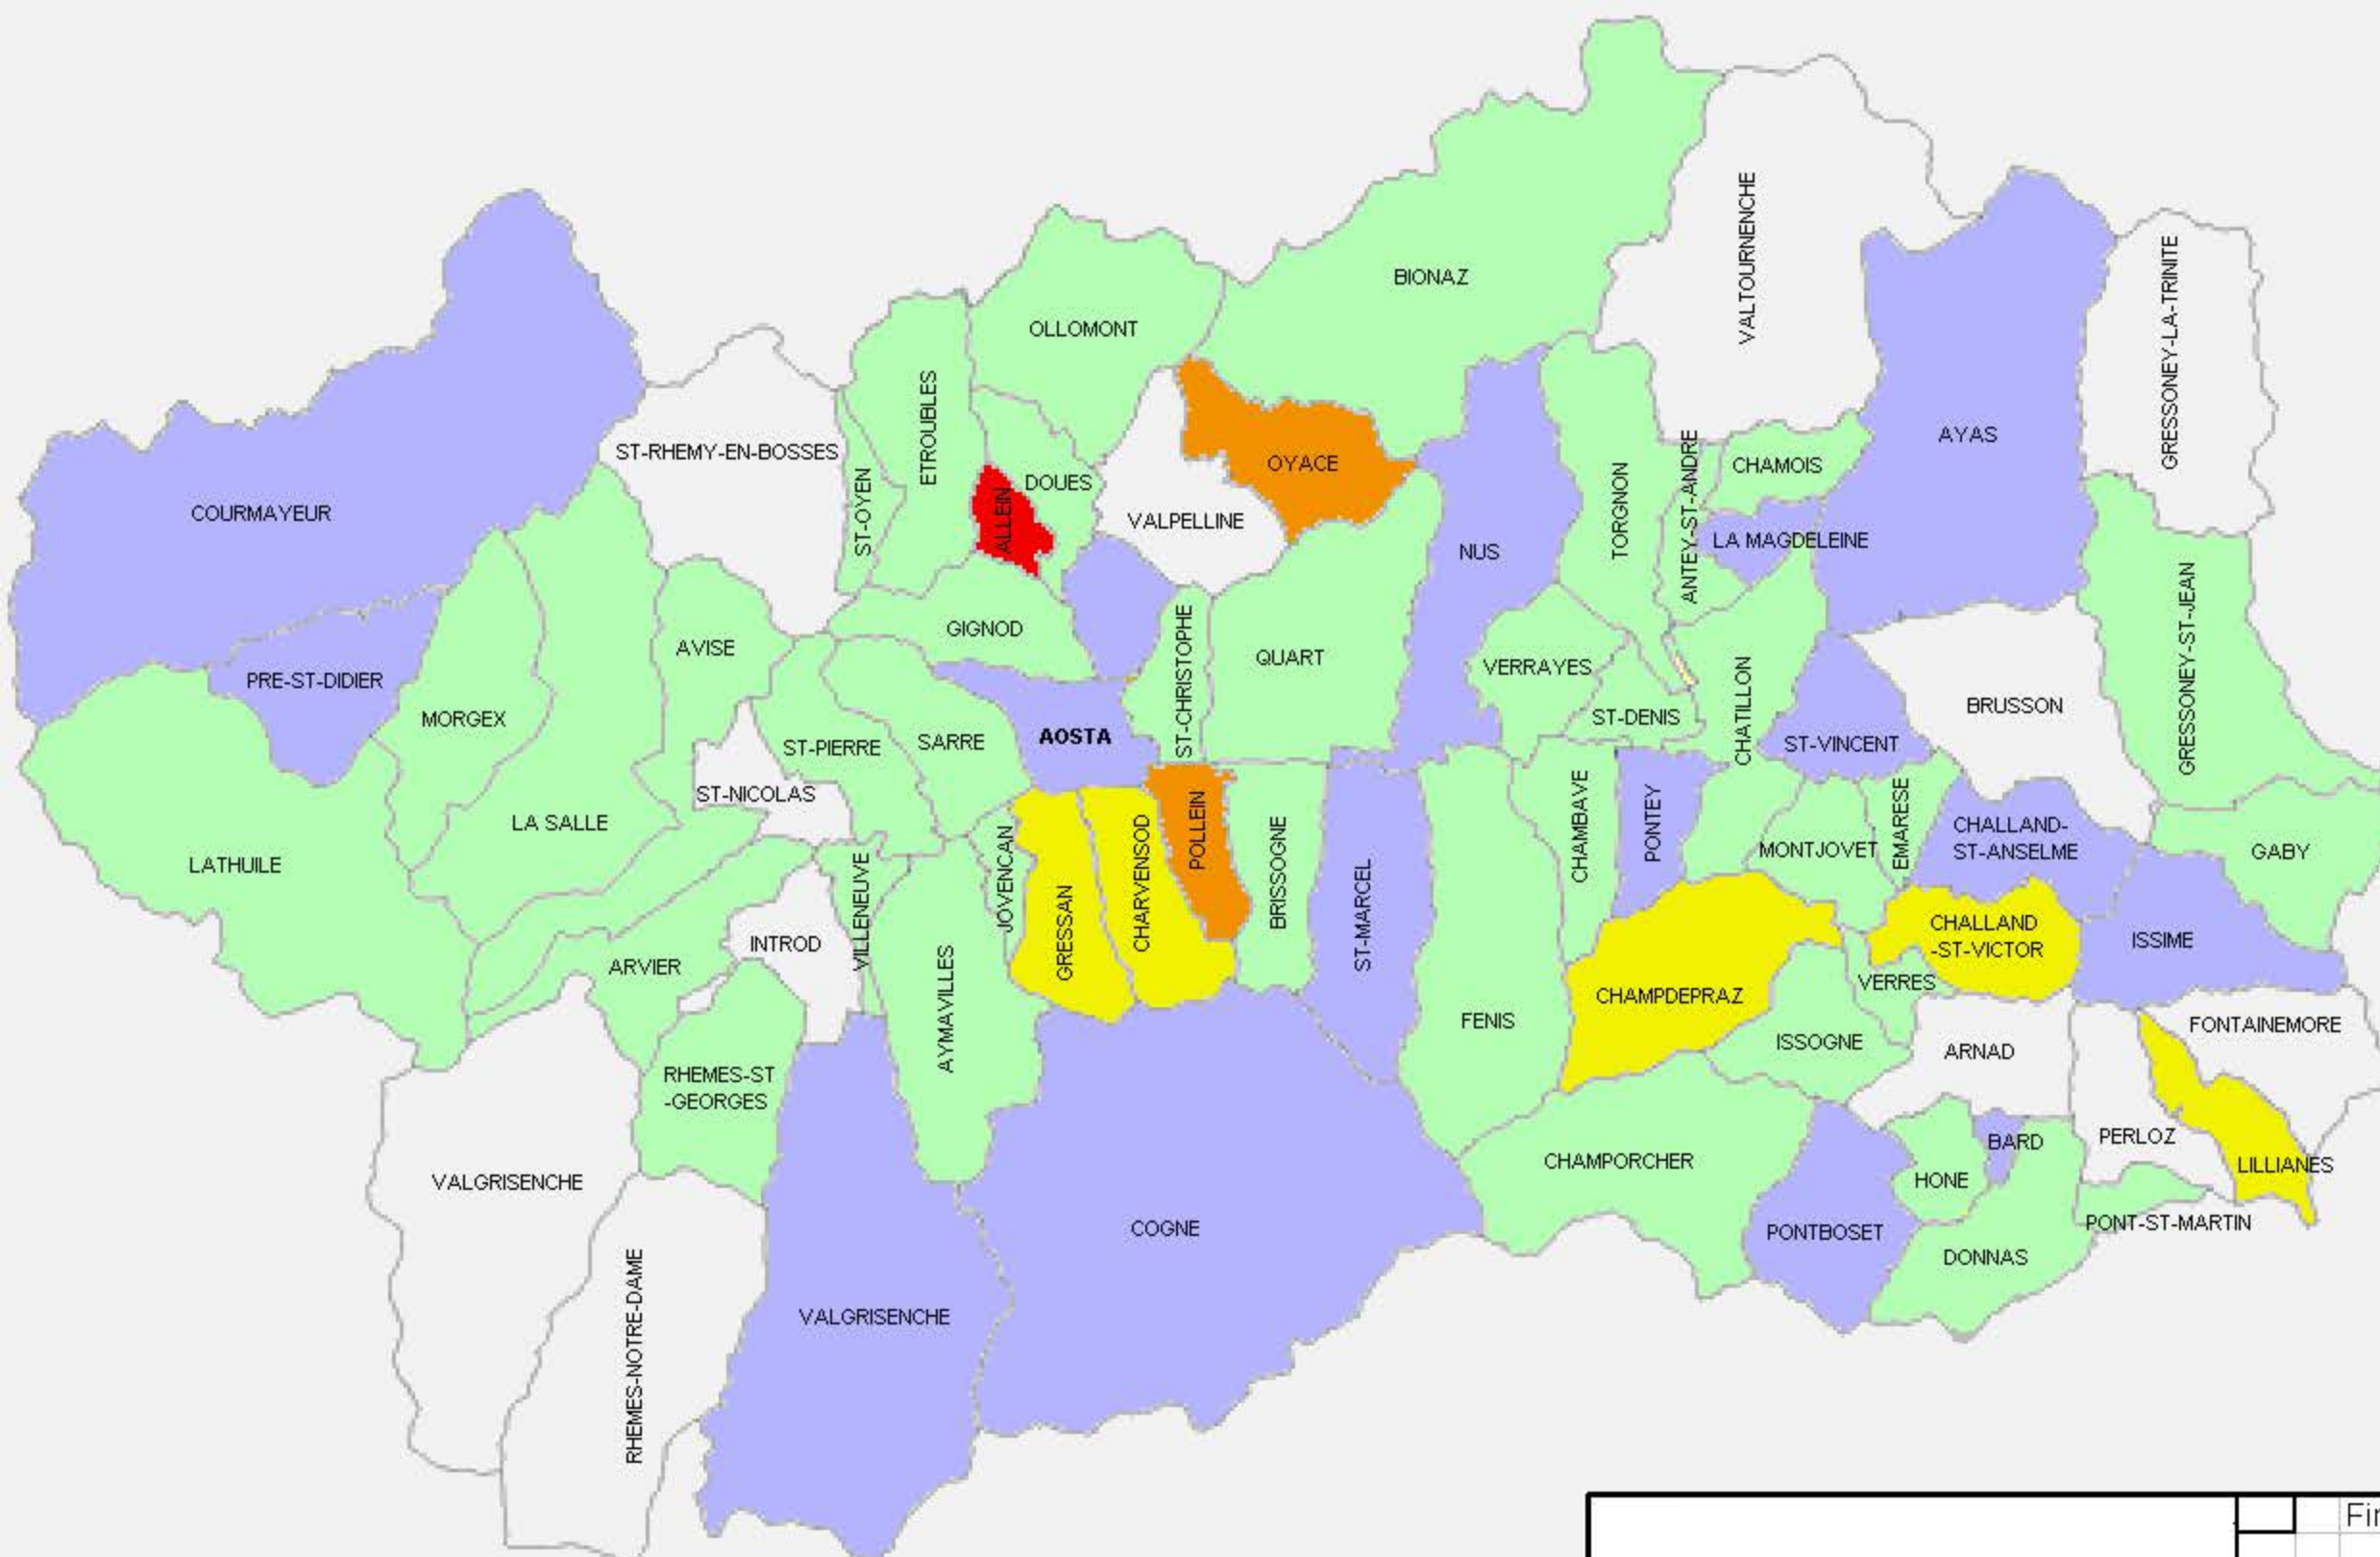 VALTOURNENCHE
GRESSONEY-LA-TRINITE
BIONAZ
OLLOMONT
ETROUBLES
ST-RHEMY-EN-BOSSES
AYAS
CHAMOIS
OYACE
DOUES
ALLEIN
ST-OYEN
COURMAYEUR
VALPELLINE
TORGNON
ANTEY-ST-ANDRE
LA MAGDELEINE
NUS
GIGNOD
AVISE
QUART
ST-CHRISTOPHE
VERRAYES
GRESSONEY-ST-JEAN
PRE-ST-DIDIER
MORGEX
BRUSSON
ST-DENIS
CHATILLON
AOSTA
SARRE
ST-PIERRE
ST-VINCENT
ST-NICOLAS
LA SALLE
CHAMBAVE
PONTEY
EMARESE
CHALLAND-
ST-ANSELME
POLLEIN
LATHUILE
MONTJOVET
GABY
JOVENCAN
CHARVENSOD
BRISSOGNE
VILLENEUVE
ST-MARCEL
GRESSAN
INTROD
CHALLAND
-ST-VICTOR
ISSIME
ARVIER
VERRES
CHAMPDEPRAZ
AYMAVILLES
FENIS
FONTAINEMORE
ISSOGNE
ARNAD
RHEMES-ST
-GEORGES
PERLOZ
BARD
CHAMPORCHER
LILLIANES
VALGRISENCHE
HONE
PONT-ST-MARTIN
COGNE
PONTBOSET
DONNAS
VALGRISENCHE
RHEMES-NOTRE-DAME